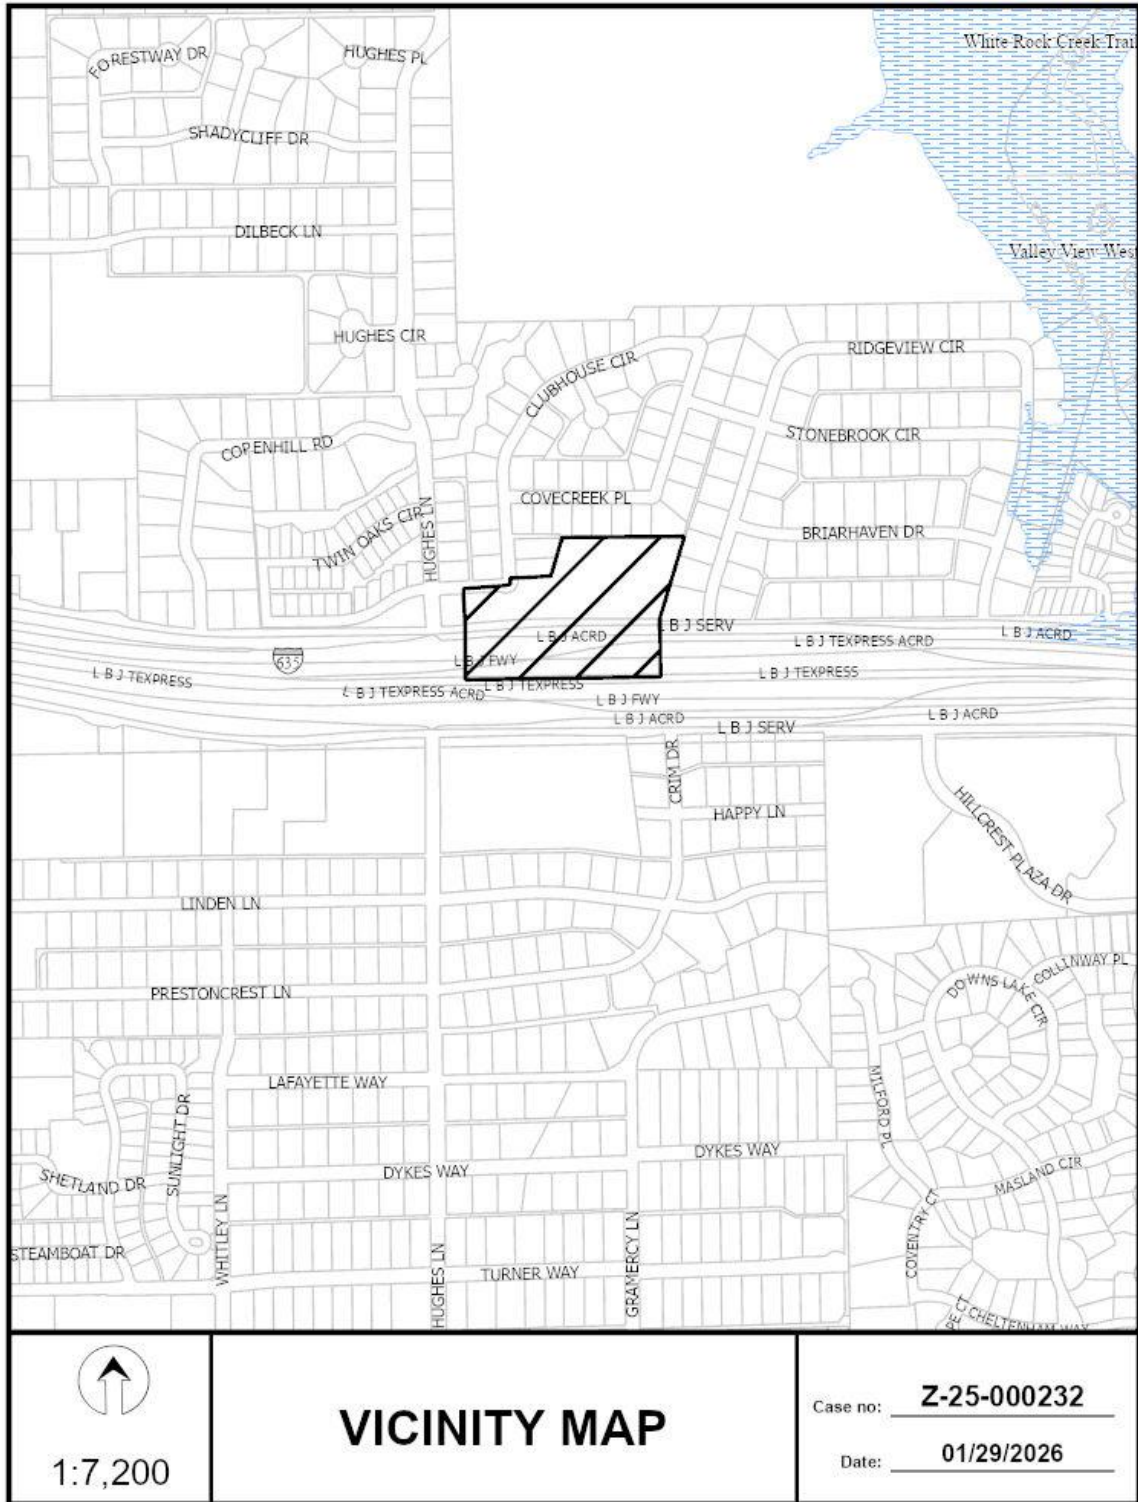 White Rock Creek Trail
FORESTWAY DR
HUGHES PL
SHADYCLIFF DR
DILBECK LN
Valley View West
HUGHES CIR
RIDGEVIEW CIR
CLUBHOUSE CIR
STONEBROOK CIR
COPENHILL RD
COVECREEK PL
TWIN OAKS CIR
HUGHES LN
BRIARHAVEN DR
L B J SERV
L B J ACRD
L B J TEXPRESS ACRD
L B J ACRD
635
L B J FWY
L B J TEXPRESS
L B J TEXPRESS
L B J TEXPRESS ACRD
L B J TEXPRESS
L B J FWY
L B J ACRD
L B J SERV
L B J ACRD
CRIM DR
HAPPY LN
HILLCREST PLAZA DR
LINDEN LN
PRESTONCREST LN
DOWNS LAKE CIR
COLLINWAY PL
LAFAYETTE WAY
MILFORD PL
SUNLIGHT DR
DYKES WAY
DYKES WAY
SHETLAND DR
MASLAND CIR
WHITLEY LN
COVENTRY CT
STEAMBOAT DR
HUGHES LN
TURNER WAY
GRAMERCY LN
PE CT
CHELTENHAM WAY
1:7,200
VICINITY MAP
Case no: Z-25-000232
Date: 01/29/2026